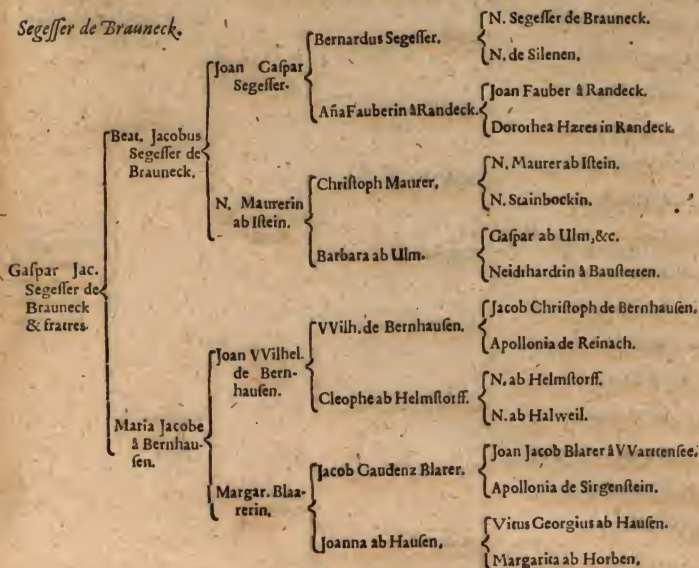 Segesser de Brauneck.
Gaſpar Jac.
Segeſſer de
Brauneck
& fratres.
Beat. Jacobus
Segeſſer de
Brauneck.
Maria Jacobe
â Bernhau-
ſen.
Joan Gaſpar
Segeſſer.
N. Maurerin
ab Iſtein.
Joan VVilhel.
de Bern-
hauſen.
Margar. Blaa-
rerin.
Bernardus Segeſſer.
AñaFauberin âRandeck.
Chriſtoph Maurer.
Barbara ab Ulm.
VVilh. de Bernhauſen.
Cleophe ab Helmſtorff.
Jacob Gaudenz Blarer.
Joanna ab Hauſen.
N. Segeſſer de Brauneck.
N. de Silenen.
Joan Fauber â Randeck.
Dorothea Hæres in Randeck.
N. Maurer ab Iſtein.
N. Stainbockin.
Gaſpar ab Ulm, &c.
Neidthardtin â Bauſtetten.
Jacob Chriſtoph de Bernhauſen.
Apollonia de Reinach.
N. ab Helmſtorff.
N. ab Halweil.
Joan Jacob Blarer â VVarttenſee.
Apollonia de Sirgenſtein.
Vitus Georgius ab Hauſen.
Margarita ab Horben.